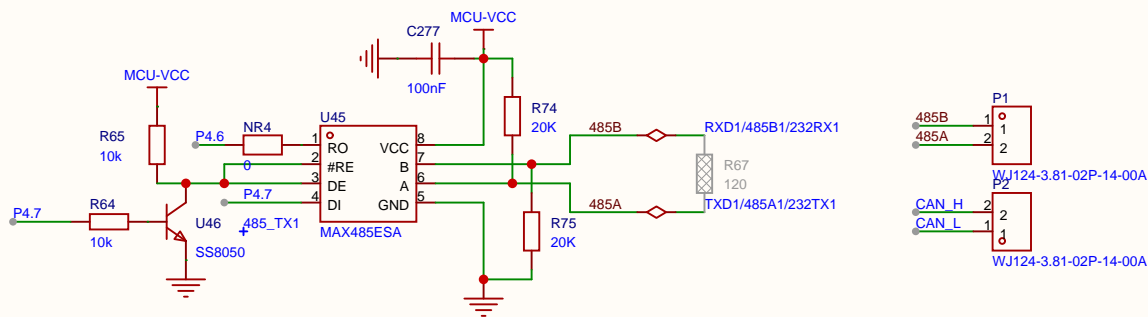 MCU-VCC
C277
100nF
MCU-VCC
R65
10k
P4.6
NR4
0
U45
1
RO
2
#RE
3
DE
4
DI
8
VCC
7
B
6
A
5
GND
MAX485ESA
P4.7
485_TX1
P4.7
R64
10k
U46
SS8050
R74
20K
R75
20K
485B
485A
RXD1/485B1/232RX1
R67
120
TXD1/485A1/232TX1
P1
485B
1
1
485A
2
2
WJ124-3.81-02P-14-00A
P2
CAN_H
2
2
CAN_L
1
1
WJ124-3.81-02P-14-00A